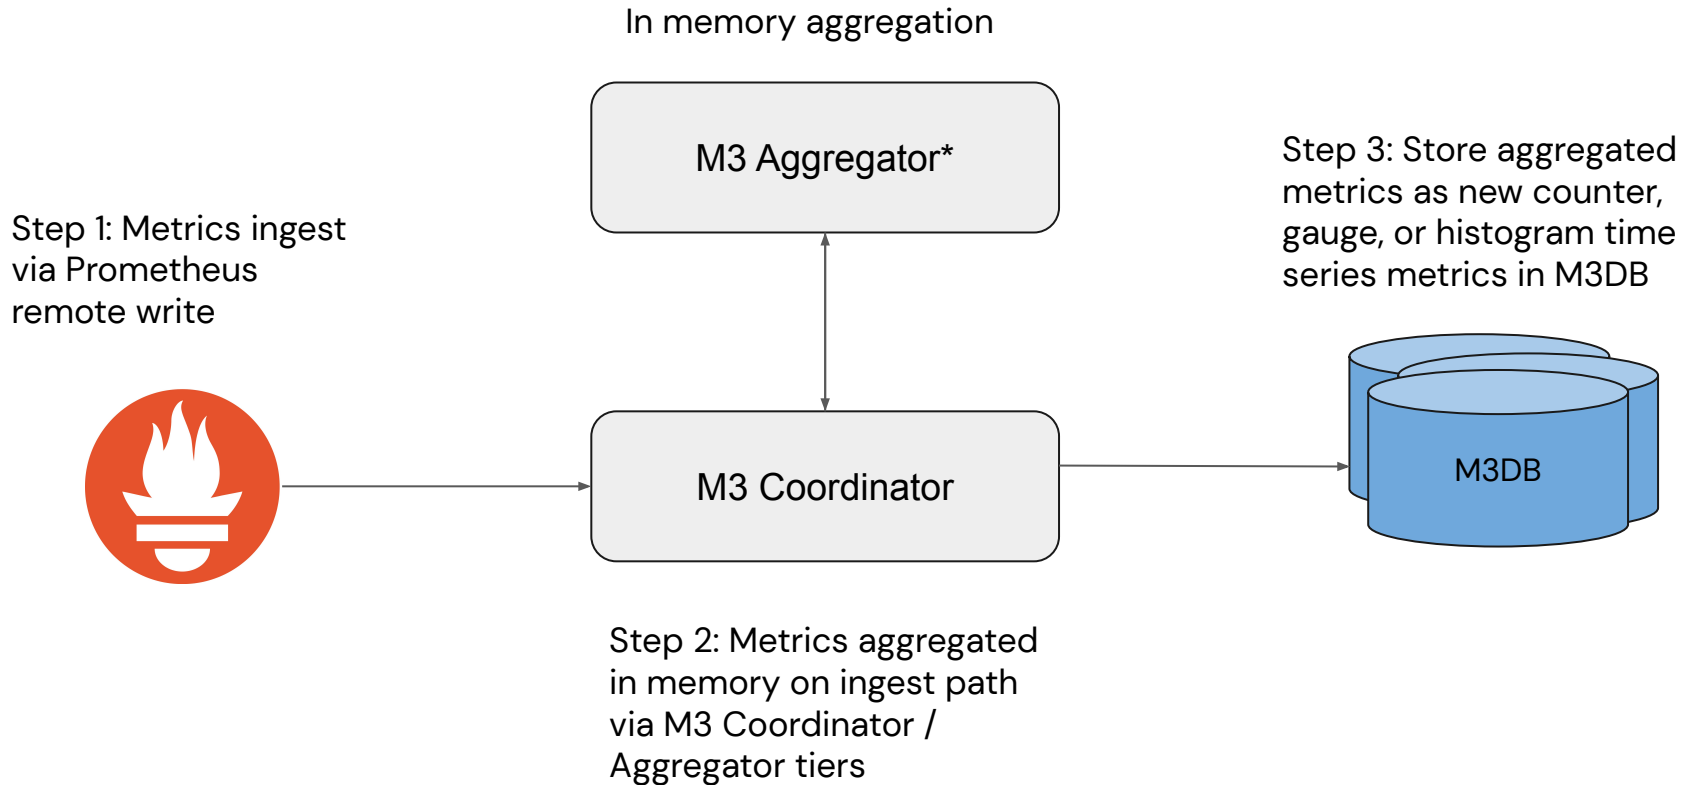 In memory aggregation
M3 Aggregator*
Step 1: Metrics ingest
via Prometheus
remote write
Step 3: Store aggregated
metrics as new counter,
gauge, or histogram time
series metrics in M3DB
M3 Coordinator
M3DB
Step 2: Metrics aggregated
in memory on ingest path
via M3 Coordinator /
Aggregator tiers